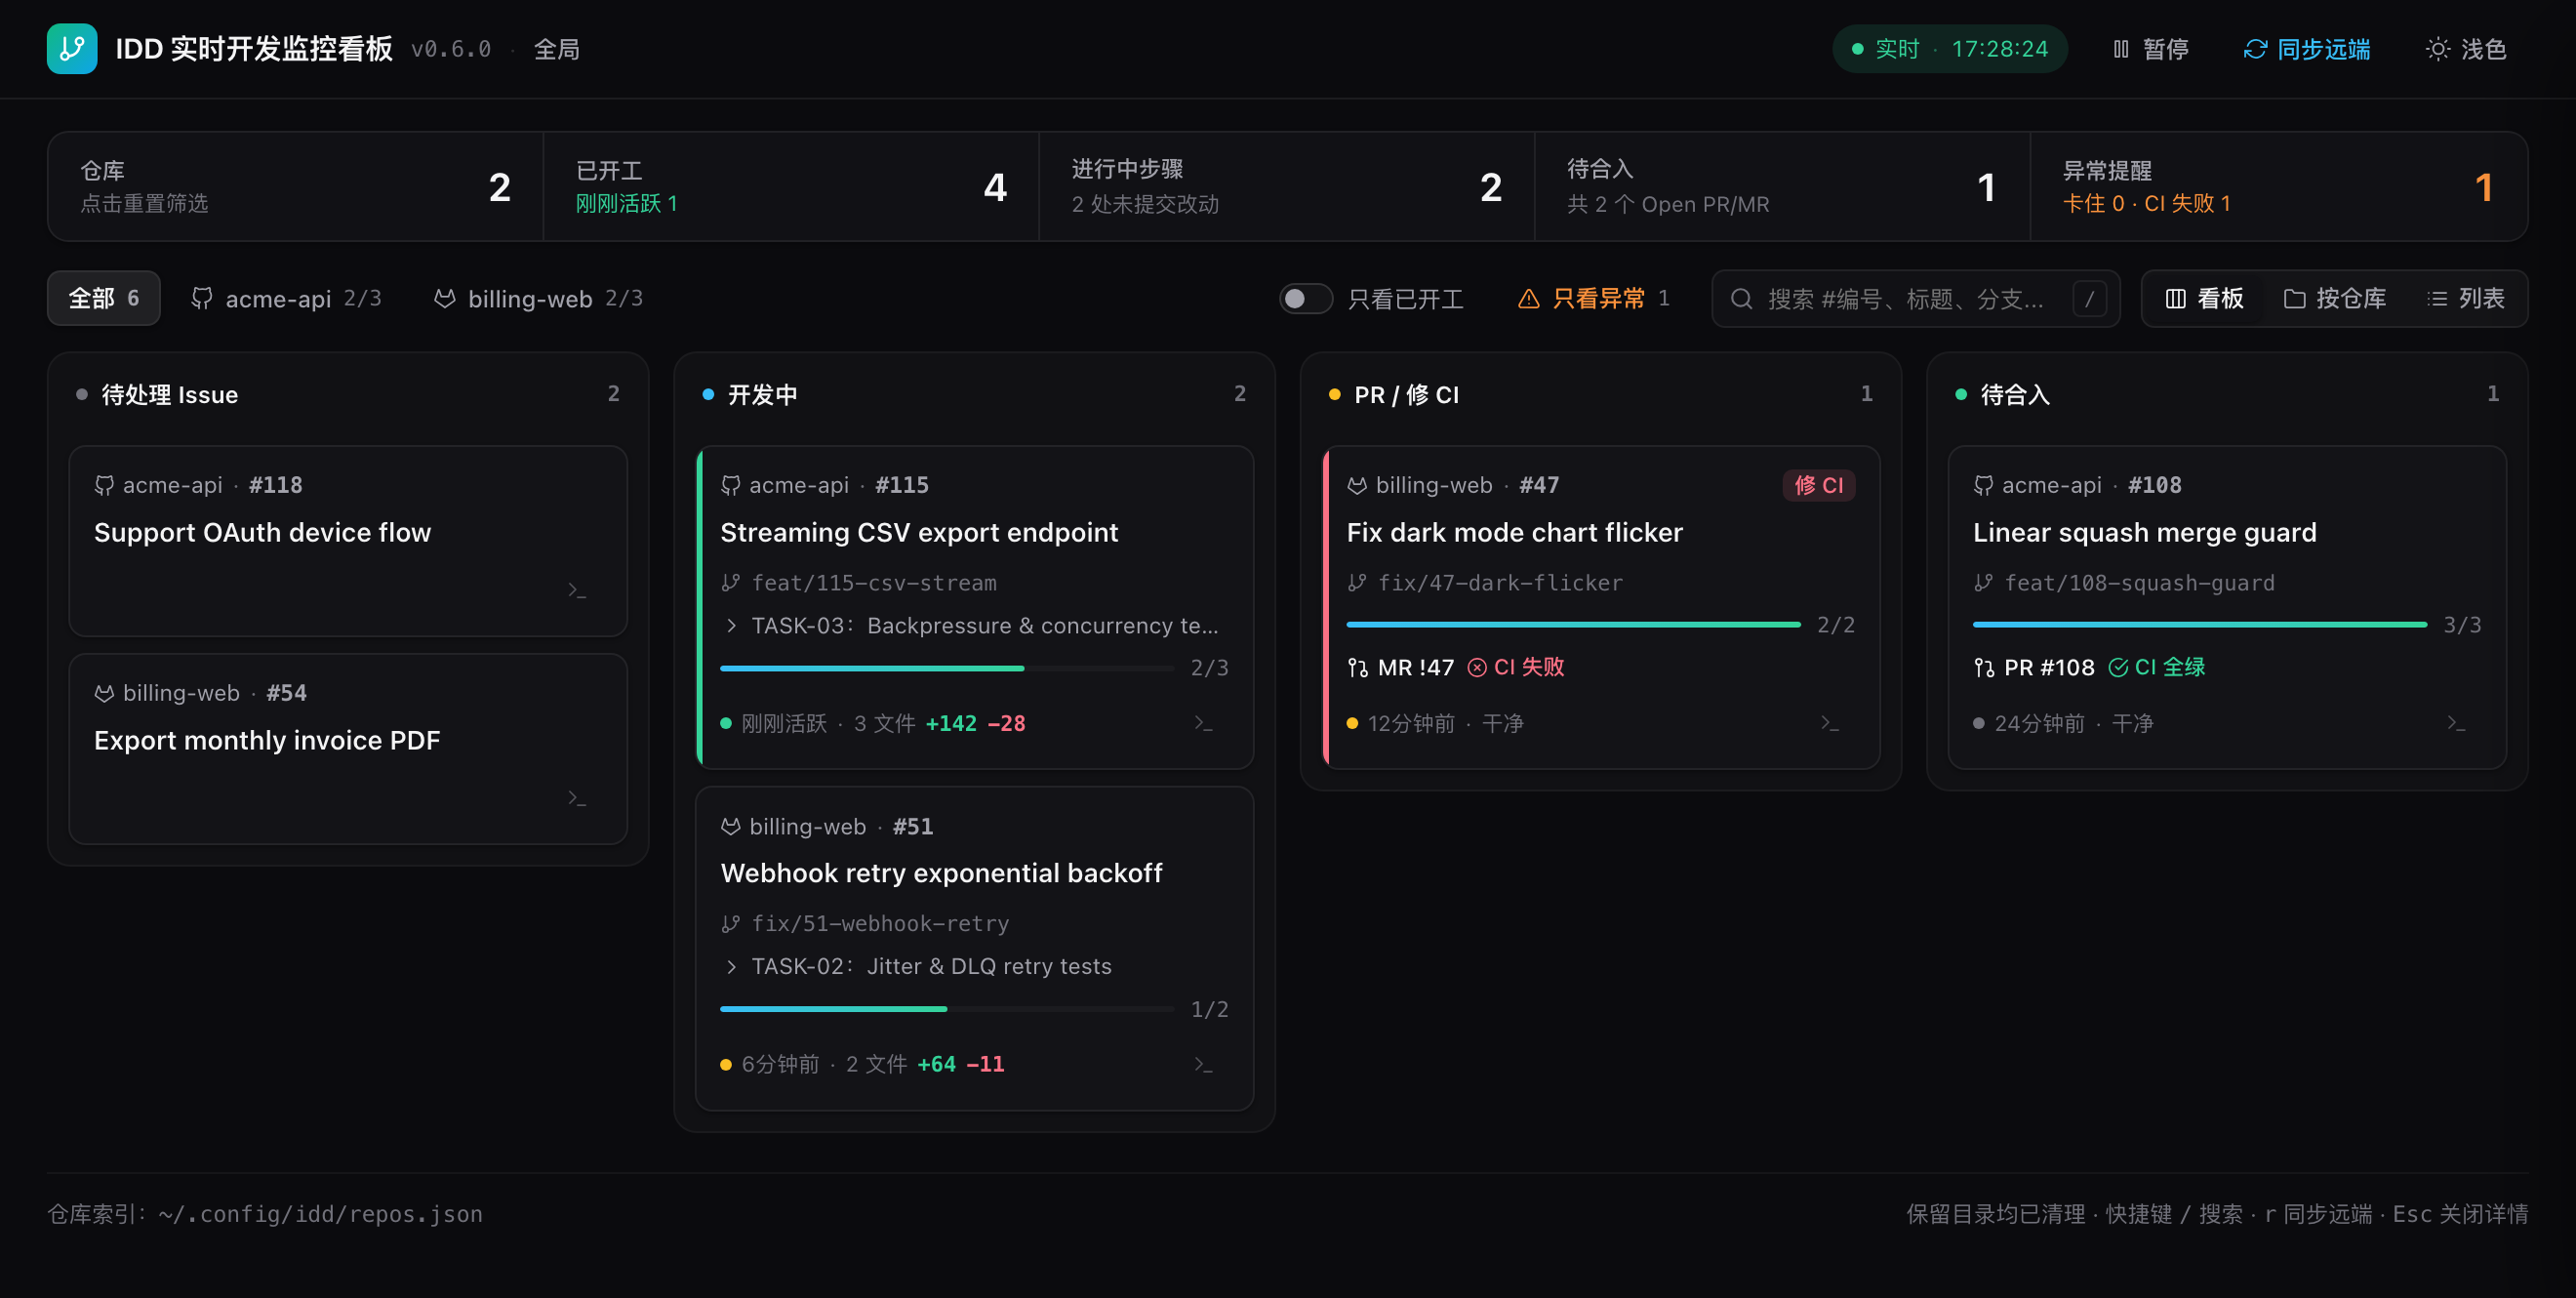 IDD 实时开发监控看板 v0.6.0 · 全局
实时 · 17:28:24
暂停
同步远端
浅色
仓库
点击重置筛选
2
已开工
刚刚活跃 1
4
进行中步骤
2 处未提交改动
2
待合入
共 2 个 Open PR/MR
1
异常提醒
卡住 0 · CI 失败 1
1
全部 6
acme-api 2/3
billing-web 2/3
只看已开工
只看异常 1
搜索 #编号、标题、分支... /
看板
按仓库
列表
待处理 Issue 2
acme-api · #118
Support OAuth device flow
billing-web · #54
Export monthly invoice PDF
开发中 2
acme-api · #115
Streaming CSV export endpoint
feat/115-csv-stream
TASK-03: Backpressure & concurrency te...
2/3
刚刚活跃 · 3 文件 +142 −28
billing-web · #51
Webhook retry exponential backoff
fix/51-webhook-retry
TASK-02: Jitter & DLQ retry tests
1/2
6分钟前 · 2 文件 +64 −11
PR / 修 CI 1
billing-web · #47
修 CI
Fix dark mode chart flicker
fix/47-dark-flicker
2/2
MR !47 CI 失败
12分钟前 · 干净
待合入 1
acme-api · #108
Linear squash merge guard
feat/108-squash-guard
3/3
PR #108 CI 全绿
24分钟前 · 干净
仓库索引: ~/.config/idd/repos.json
保留目录均已清理 · 快捷键 / 搜索 · r 同步远端 · Esc 关闭详情